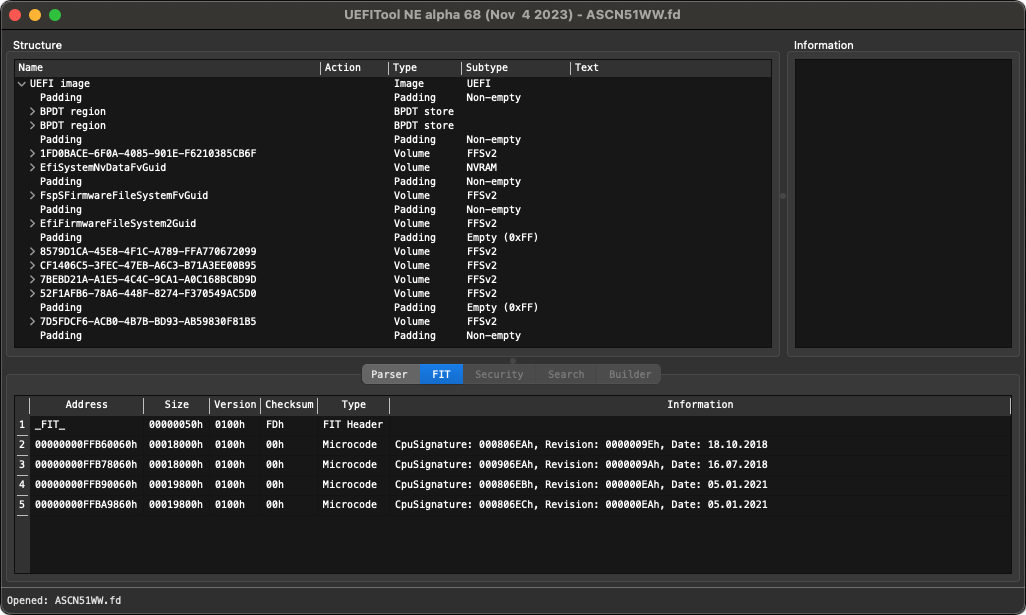 UEFITool NE alpha 68 (Nov  4 2023) - ASCN51WW.fd
Structure
Information
Name Action Type Subtype Text
UEFI image Image UEFI
Padding Padding Non-empty
BPDT region BPDT store
BPDT region BPDT store
Padding Padding Non-empty
1FD0BACE-6F0A-4085-901E-F6210385CB6F Volume FFSv2
EfiSystemNvDataFvGuid Volume NVRAM
Padding Padding Non-empty
FspSFirmwareFileSystemFvGuid Volume FFSv2
Padding Padding Non-empty
EfiFirmwareFileSystem2Guid Volume FFSv2
Padding Padding Empty (0xFF)
8579D1CA-45E8-4F1C-A789-FFA770672099 Volume FFSv2
CF1406C5-3FEC-47EB-A6C3-B71A3EE00B95 Volume FFSv2
7BEBD21A-A1E5-4C4C-9CA1-A0C168BCBD9D Volume FFSv2
52F1AFB6-78A6-448F-8274-F370549AC5D0 Volume FFSv2
Padding Padding Empty (0xFF)
7D5FDCF6-ACB0-4B7B-BD93-AB59830F81B5 Volume FFSv2
Padding Padding Non-empty
Parser FIT Security Search Builder
Address Size Version Checksum Type Information
1 _FIT_ 00000050h 0100h FDh FIT Header
2 00000000FFB60060h 00018000h 0100h 00h Microcode CpuSignature: 000806EAh, Revision: 0000009Eh, Date: 18.10.2018
3 00000000FFB78060h 00018000h 0100h 00h Microcode CpuSignature: 000906EAh, Revision: 0000009Ah, Date: 16.07.2018
4 00000000FFB90060h 00019800h 0100h 00h Microcode CpuSignature: 000806EBh, Revision: 000000EAh, Date: 05.01.2021
5 00000000FFBA9860h 00019800h 0100h 00h Microcode CpuSignature: 000806ECh, Revision: 000000EAh, Date: 05.01.2021
Opened: ASCN51WW.fd